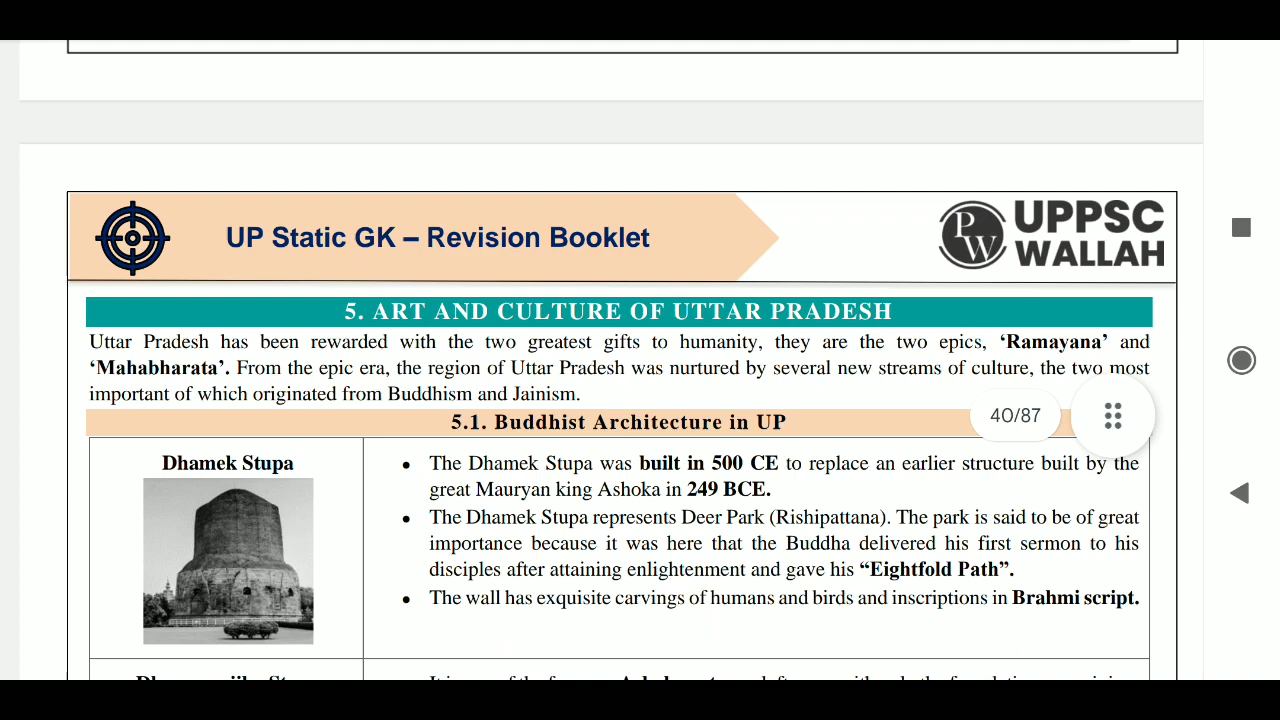 UP Static GK – Revision Booklet
PW
UPPSC
WALLAH
5. ART AND CULTURE OF UTTAR PRADESH
Uttar Pradesh has been rewarded with the two greatest gifts to humanity, they are the two epics, ‘Ramayana’ and
‘Mahabharata’. From the epic era, the region of Uttar Pradesh was nurtured by several new streams of culture, the two most
important of which originated from Buddhism and Jainism.
5.1. Buddhist Architecture in UP
40/87
Dhamek Stupa
• The Dhamek Stupa was built in 500 CE to replace an earlier structure built by the
great Mauryan king Ashoka in 249 BCE.
• The Dhamek Stupa represents Deer Park (Rishipattana). The park is said to be of great
importance because it was here that the Buddha delivered his first sermon to his
disciples after attaining enlightenment and gave his “Eightfold Path”.
• The wall has exquisite carvings of humans and birds and inscriptions in Brahmi script.